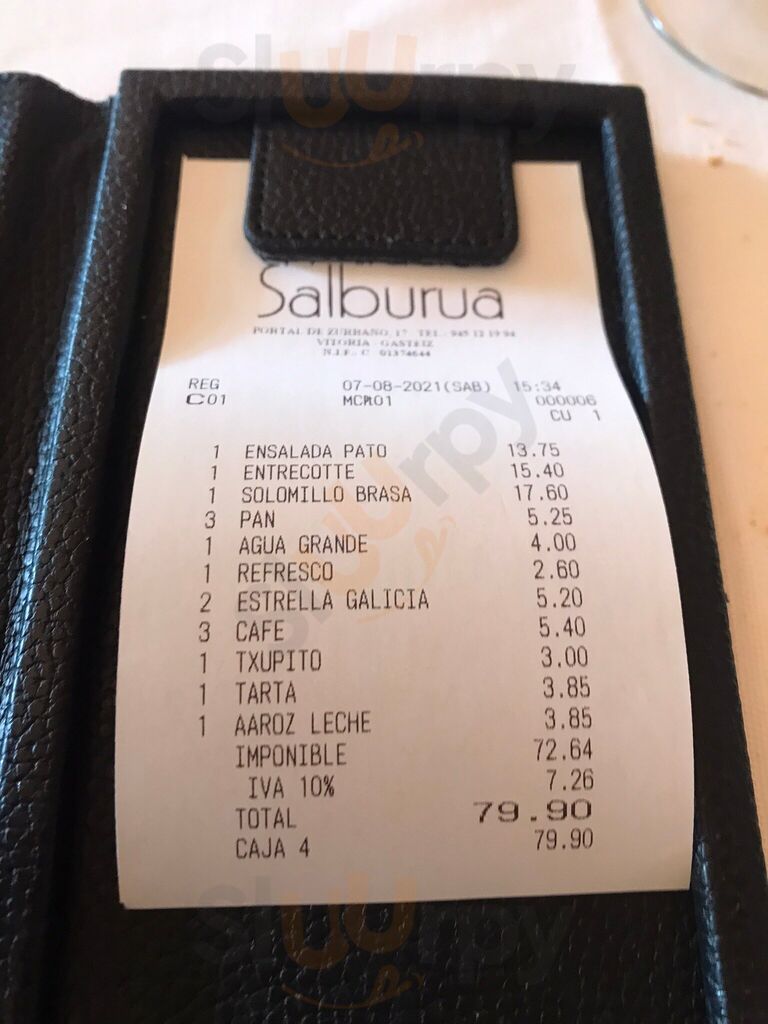 Slurpy
Salburua
PORTAL DE ZURBANO, 17 TEL.: 945 12 19 94
VITORIA - GASTEIZ
N.I.F.: C 01374644
REG 07-08-2021(SAB) 15:34
C01 000006
CU 1
1 ENSALADA PATO 13.75
1 ENTRECOTTE 15.40
1 SOLOMILLO BRASA 17.60
3 PAN 5.25
1 AGUA GRANDE 4.00
1 REFRESCO 2.60
2 ESTRELLA GALICIA 5.20
3 CAFE 5.40
1 TXUPITO 3.00
1 TARTA 3.85
1 AAROZ LECHE 3.85
IMPONIBLE 72.64
IVA 10% 7.26
TOTAL 79.90
CAJA 4 79.90
Sluurpy